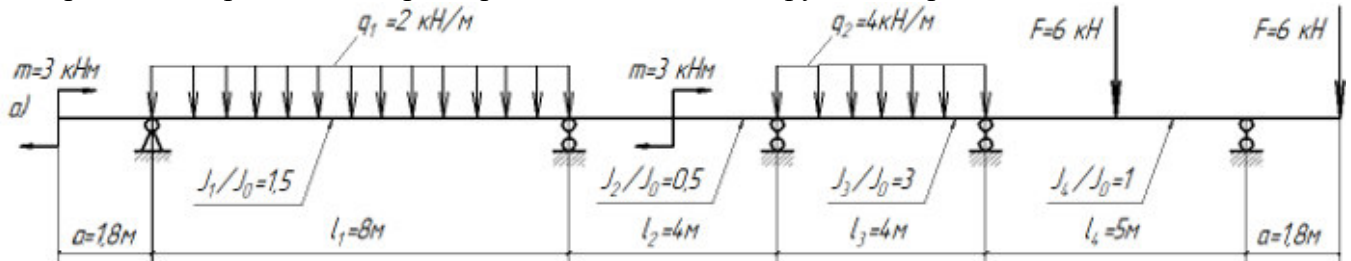 q₁=2 кН/м
q₂=4кН/м
F=6 кН
F=6 кН
m=3 кНм
m=3 кНм
а)
J₁/J₀=1,5
J₂/J₀=0,5
J₃/J₀=3
J₄/J₀=1
a=1,8м
l₁=8м
l₂=4м
l₃=4м
l₄=5м
a=1,8м